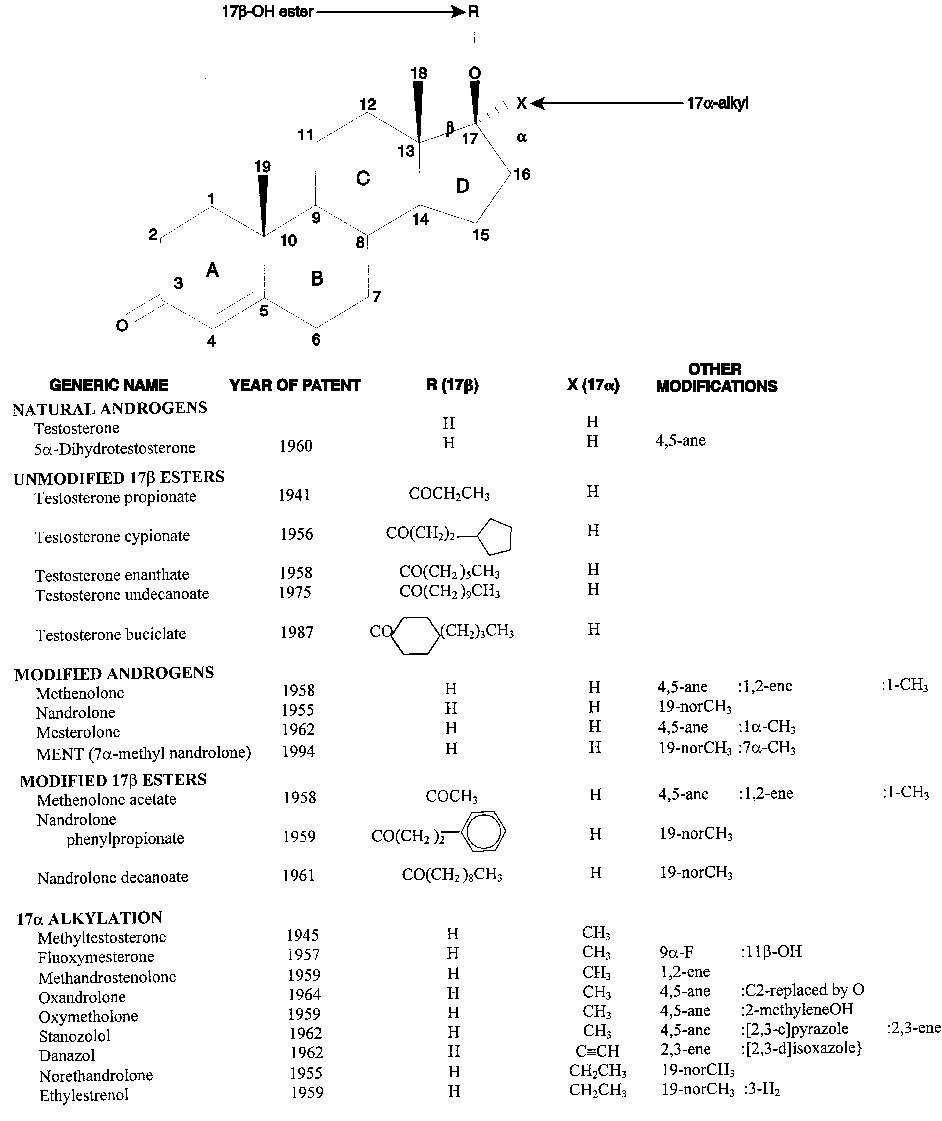 17β-OH ester R
18 O
12 X 17α-alkyl
11 β 17 α
13
19 C D 16
1
2 10 9 8 14 15
A B
3 7
O 5
4 6
GENERIC NAME YEAR OF PATENT R (17β) X (17α) OTHER MODIFICATIONS
NATURAL ANDROGENS
Testosterone H H
5α-Dihydrotestosterone 1960 H H 4,5-ane
UNMODIFIED 17β ESTERS
Testosterone propionate 1941 COCH₂CH₃ H
Testosterone cypionate 1956 CO(CH₂)₂ H
Testosterone enanthate 1958 CO(CH₂)₅CH₃ H
Testosterone undecanoate 1975 CO(CH₂)₉CH₃ H
Testosterone buciclate 1987 CO (CH₂)₃CH₃ H
MODIFIED ANDROGENS
Methenolone 1958 H H 4,5-ane :1,2-ene :1-CH₃
Nandrolone 1955 H H 19-norCH₃
Mesterolone 1962 H H 4,5-ane :1α-CH₃
MENT (7α-methyl nandrolone) 1994 H H 19-norCH₃ :7α-CH₃
MODIFIED 17β ESTERS
Methenolone acetate 1958 COCH₃ H 4,5-ane :1,2-ene :1-CH₃
Nandrolone
phenylpropionate 1959 CO(CH₂)₂ H 19-norCH₃
Nandrolone decanoate 1961 CO(CH₂)₈CH₃ H 19-norCH₃
17α ALKYLATION
Methyltestosterone 1945 H CH₃
Fluoxymesterone 1957 H CH₃ 9α-F :11β-OH
Methandrostenolone 1959 H CH₃ 1,2-ene
Oxandrolone 1964 H CH₃ 4,5-ane :C2-replaced by O
Oxymetholone 1959 H CH₃ 4,5-ane :2-methyleneOH
Stanozolol 1962 H CH₃ 4,5-ane :[2,3-c]pyrazole :2,3-ene
Danazol 1962 H C≡CH 2,3-ene :[2,3-d]isoxazole}
Norethandrolone 1955 H CH₂CH₃ 19-norCH₃
Ethylestrenol 1959 H CH₂CH₃ 19-norCH₃ :3-H₂